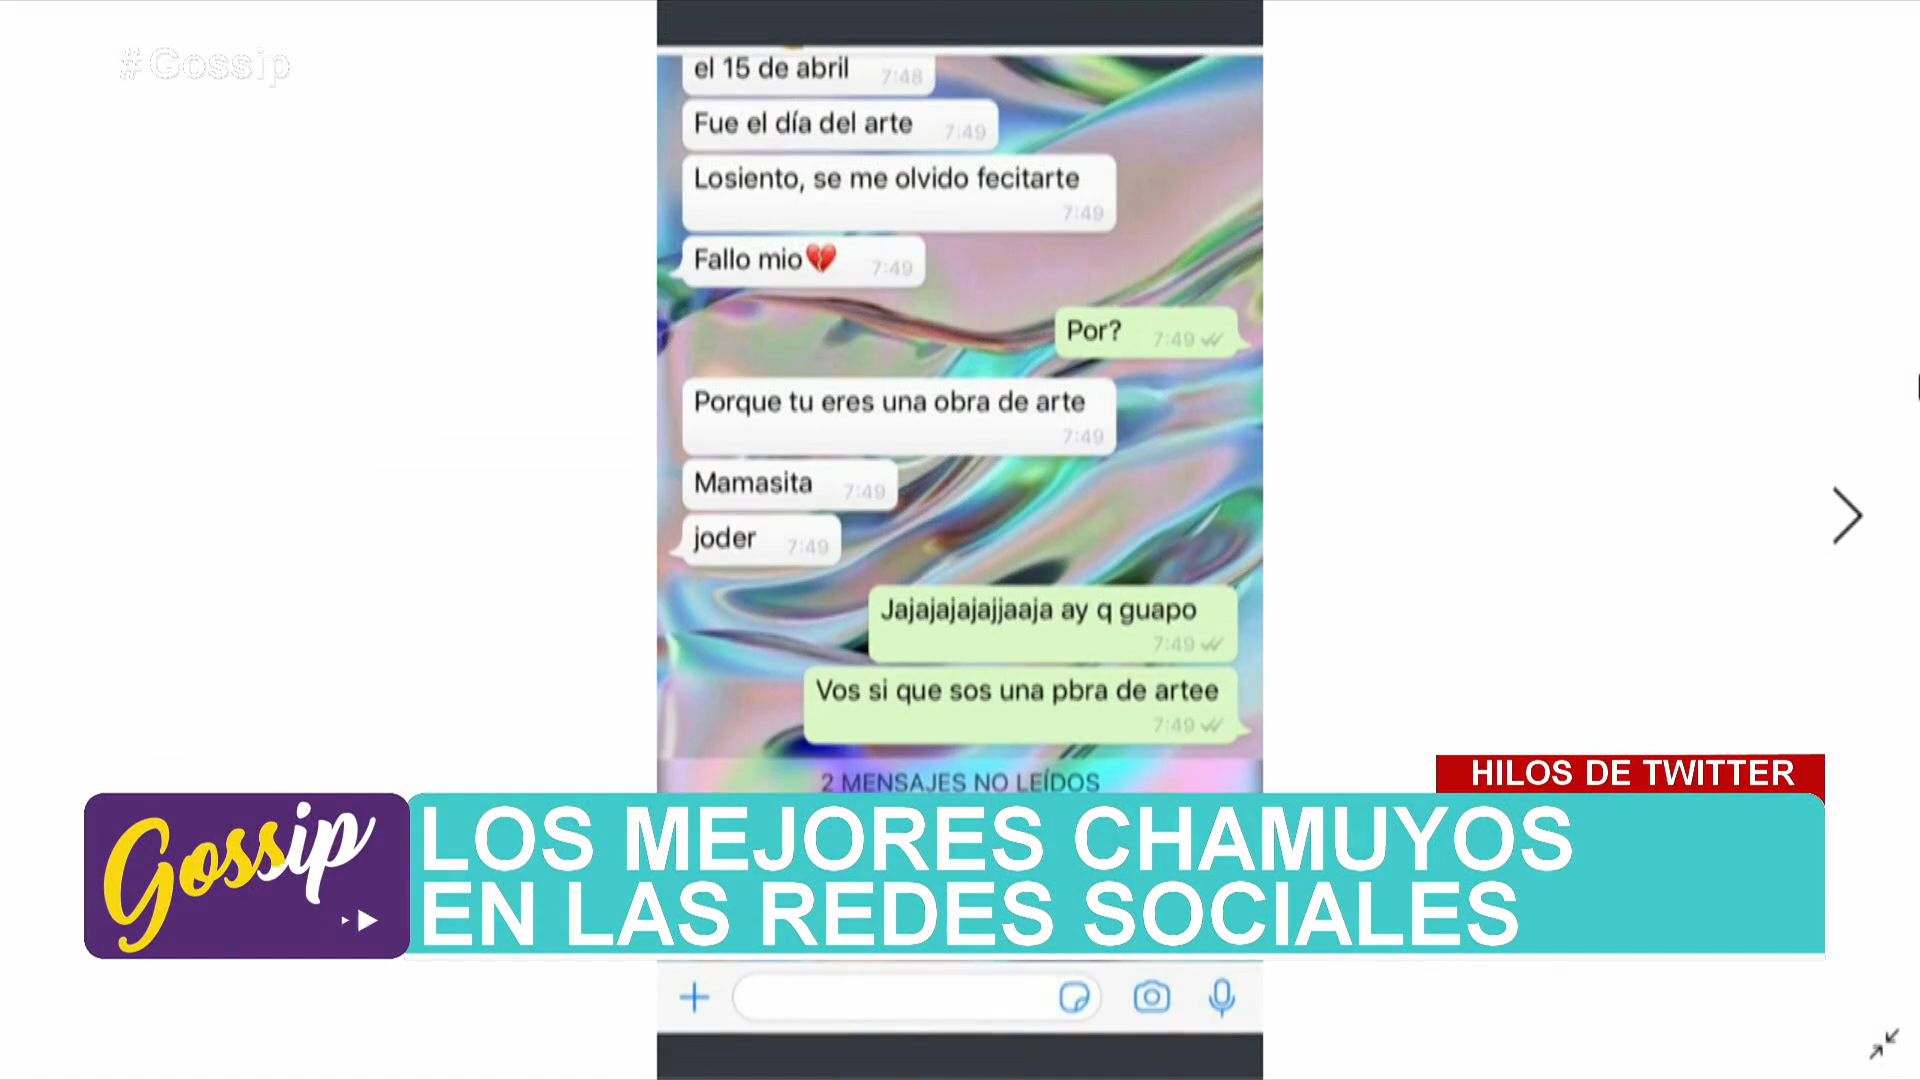 #Gossip
el 15 de abril 7:48
Fue el día del arte 7:49
Losiento, se me olvido fecitarte
7:49
Fallo mio💔 7:49
Por? 7:49
Porque tu eres una obra de arte
7:49
Mamasita 7:49
joder 7:49
Jajajajajajjaaja ay q guapo
7:49
Vos si que sos una pbra de artee
7:49
2 MENSAJES NO LEÍDOS
HILOS DE TWITTER
Gossip
LOS MEJORES CHAMUYOS
EN LAS REDES SOCIALES